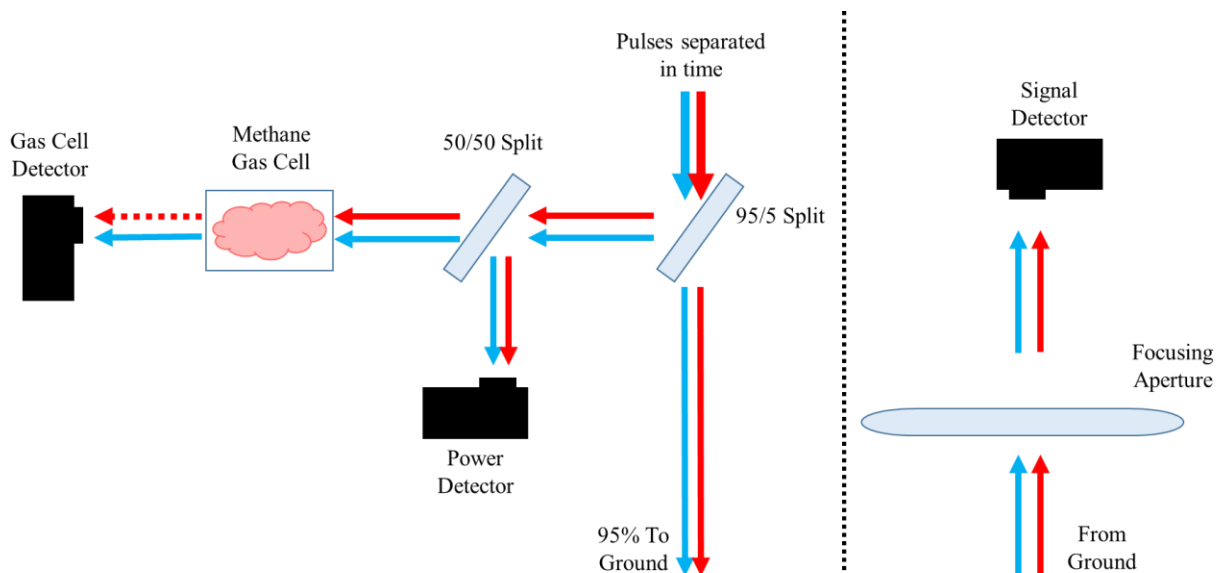 Pulses separated
in time
Gas Cell
Detector
Methane
Gas Cell
50/50 Split
95/5 Split
Power
Detector
95% To
Ground
Signal
Detector
Focusing
Aperture
From
Ground